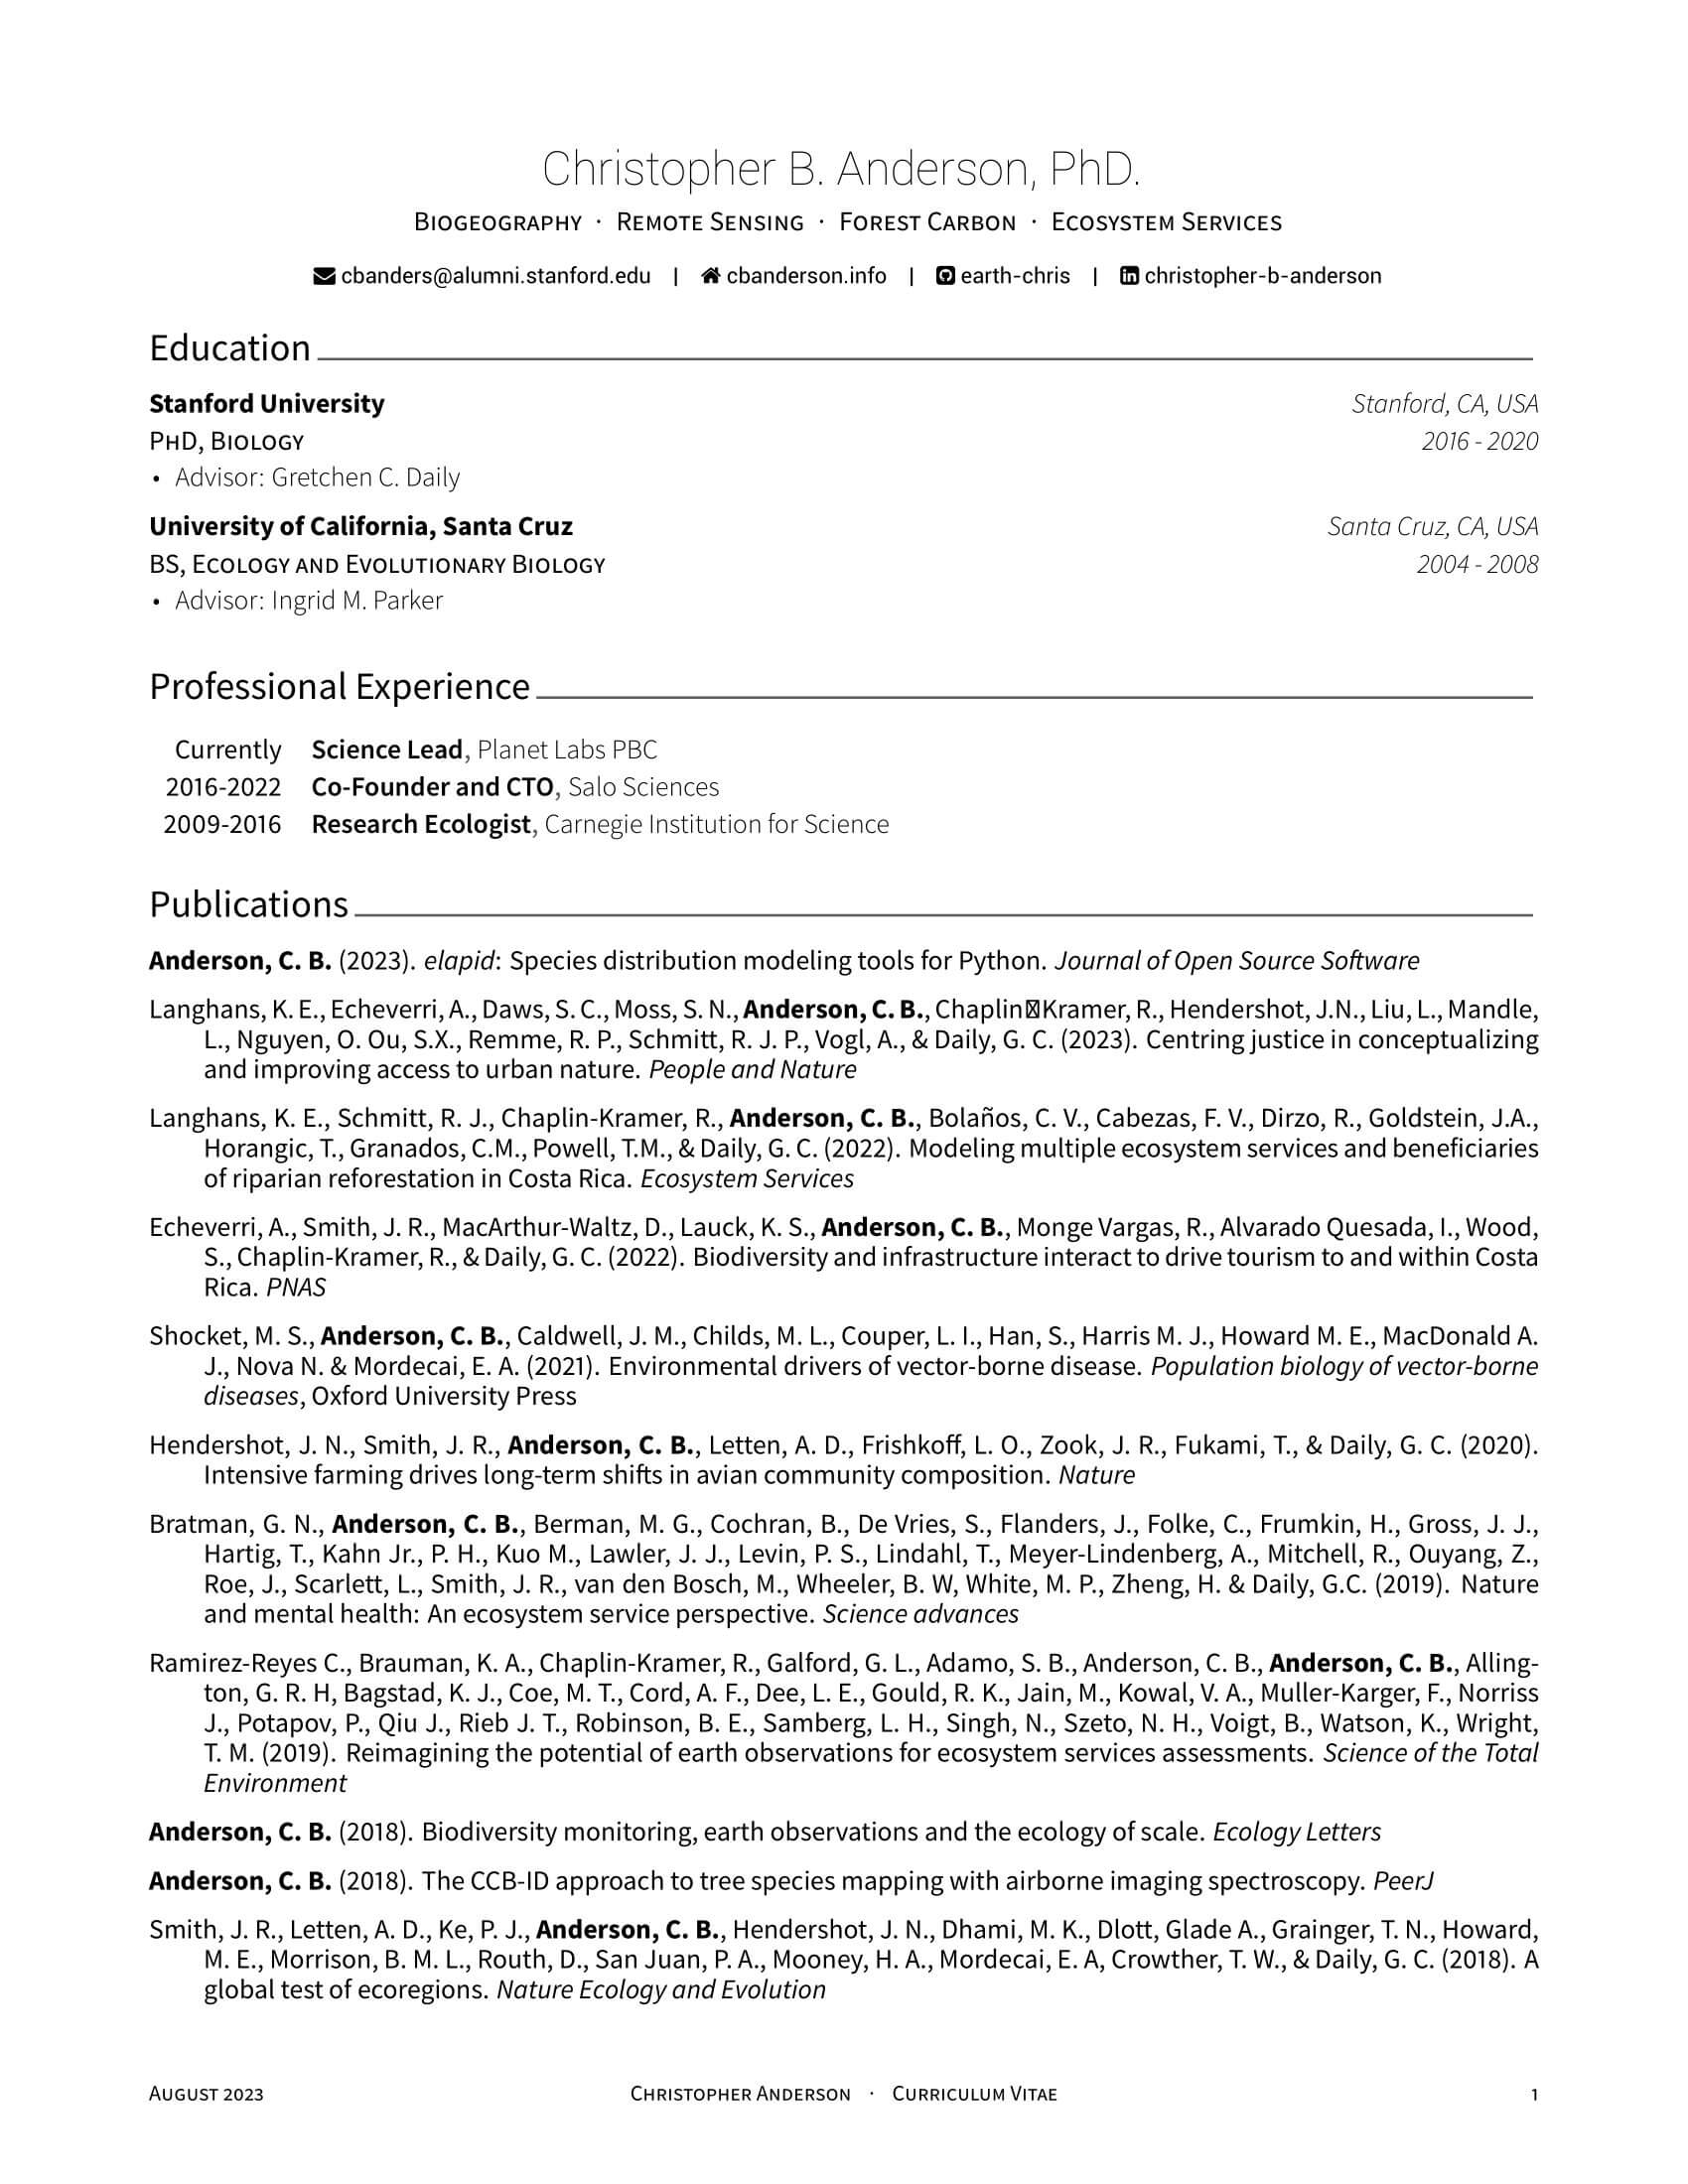 Christopher B. Anderson, PhD.
Biogeography · Remote Sensing · Forest Carbon · Ecosystem Services
cbanders@alumni.stanford.edu | cbanderson.info | earth-chris | christopher-b-anderson
Education
Stanford University Stanford, CA, USA
PhD, Biology 2016 - 2020
• Advisor: Gretchen C. Daily
University of California, Santa Cruz Santa Cruz, CA, USA
BS, Ecology and Evolutionary Biology 2004 - 2008
• Advisor: Ingrid M. Parker
Professional Experience
Currently Science Lead, Planet Labs PBC
2016-2022 Co-Founder and CTO, Salo Sciences
2009-2016 Research Ecologist, Carnegie Institution for Science
Publications
Anderson, C. B. (2023). elapid: Species distribution modeling tools for Python. Journal of Open Source Software
Langhans, K. E., Echeverri, A., Daws, S. C., Moss, S. N., Anderson, C. B., Chaplin⍰Kramer, R., Hendershot, J.N., Liu, L., Mandle,
L., Nguyen, O. Ou, S.X., Remme, R. P., Schmitt, R. J. P., Vogl, A., & Daily, G. C. (2023). Centring justice in conceptualizing
and improving access to urban nature. People and Nature
Langhans, K. E., Schmitt, R. J., Chaplin-Kramer, R., Anderson, C. B., Bolaños, C. V., Cabezas, F. V., Dirzo, R., Goldstein, J.A.,
Horangic, T., Granados, C.M., Powell, T.M., & Daily, G. C. (2022). Modeling multiple ecosystem services and beneficiaries
of riparian reforestation in Costa Rica. Ecosystem Services
Echeverri, A., Smith, J. R., MacArthur-Waltz, D., Lauck, K. S., Anderson, C. B., Monge Vargas, R., Alvarado Quesada, I., Wood,
S., Chaplin-Kramer, R., & Daily, G. C. (2022). Biodiversity and infrastructure interact to drive tourism to and within Costa
Rica. PNAS
Shocket, M. S., Anderson, C. B., Caldwell, J. M., Childs, M. L., Couper, L. I., Han, S., Harris M. J., Howard M. E., MacDonald A.
J., Nova N. & Mordecai, E. A. (2021). Environmental drivers of vector-borne disease. Population biology of vector-borne
diseases, Oxford University Press
Hendershot, J. N., Smith, J. R., Anderson, C. B., Letten, A. D., Frishkoff, L. O., Zook, J. R., Fukami, T., & Daily, G. C. (2020).
Intensive farming drives long-term shifts in avian community composition. Nature
Bratman, G. N., Anderson, C. B., Berman, M. G., Cochran, B., De Vries, S., Flanders, J., Folke, C., Frumkin, H., Gross, J. J.,
Hartig, T., Kahn Jr., P. H., Kuo M., Lawler, J. J., Levin, P. S., Lindahl, T., Meyer-Lindenberg, A., Mitchell, R., Ouyang, Z.,
Roe, J., Scarlett, L., Smith, J. R., van den Bosch, M., Wheeler, B. W, White, M. P., Zheng, H. & Daily, G.C. (2019). Nature
and mental health: An ecosystem service perspective. Science advances
Ramirez-Reyes C., Brauman, K. A., Chaplin-Kramer, R., Galford, G. L., Adamo, S. B., Anderson, C. B., Anderson, C. B., Alling-
ton, G. R. H, Bagstad, K. J., Coe, M. T., Cord, A. F., Dee, L. E., Gould, R. K., Jain, M., Kowal, V. A., Muller-Karger, F., Norriss
J., Potapov, P., Qiu J., Rieb J. T., Robinson, B. E., Samberg, L. H., Singh, N., Szeto, N. H., Voigt, B., Watson, K., Wright,
T. M. (2019). Reimagining the potential of earth observations for ecosystem services assessments. Science of the Total
Environment
Anderson, C. B. (2018). Biodiversity monitoring, earth observations and the ecology of scale. Ecology Letters
Anderson, C. B. (2018). The CCB-ID approach to tree species mapping with airborne imaging spectroscopy. PeerJ
Smith, J. R., Letten, A. D., Ke, P. J., Anderson, C. B., Hendershot, J. N., Dhami, M. K., Dlott, Glade A., Grainger, T. N., Howard,
M. E., Morrison, B. M. L., Routh, D., San Juan, P. A., Mooney, H. A., Mordecai, E. A, Crowther, T. W., & Daily, G. C. (2018). A
global test of ecoregions. Nature Ecology and Evolution
August 2023 Christopher Anderson · Curriculum Vitae 1